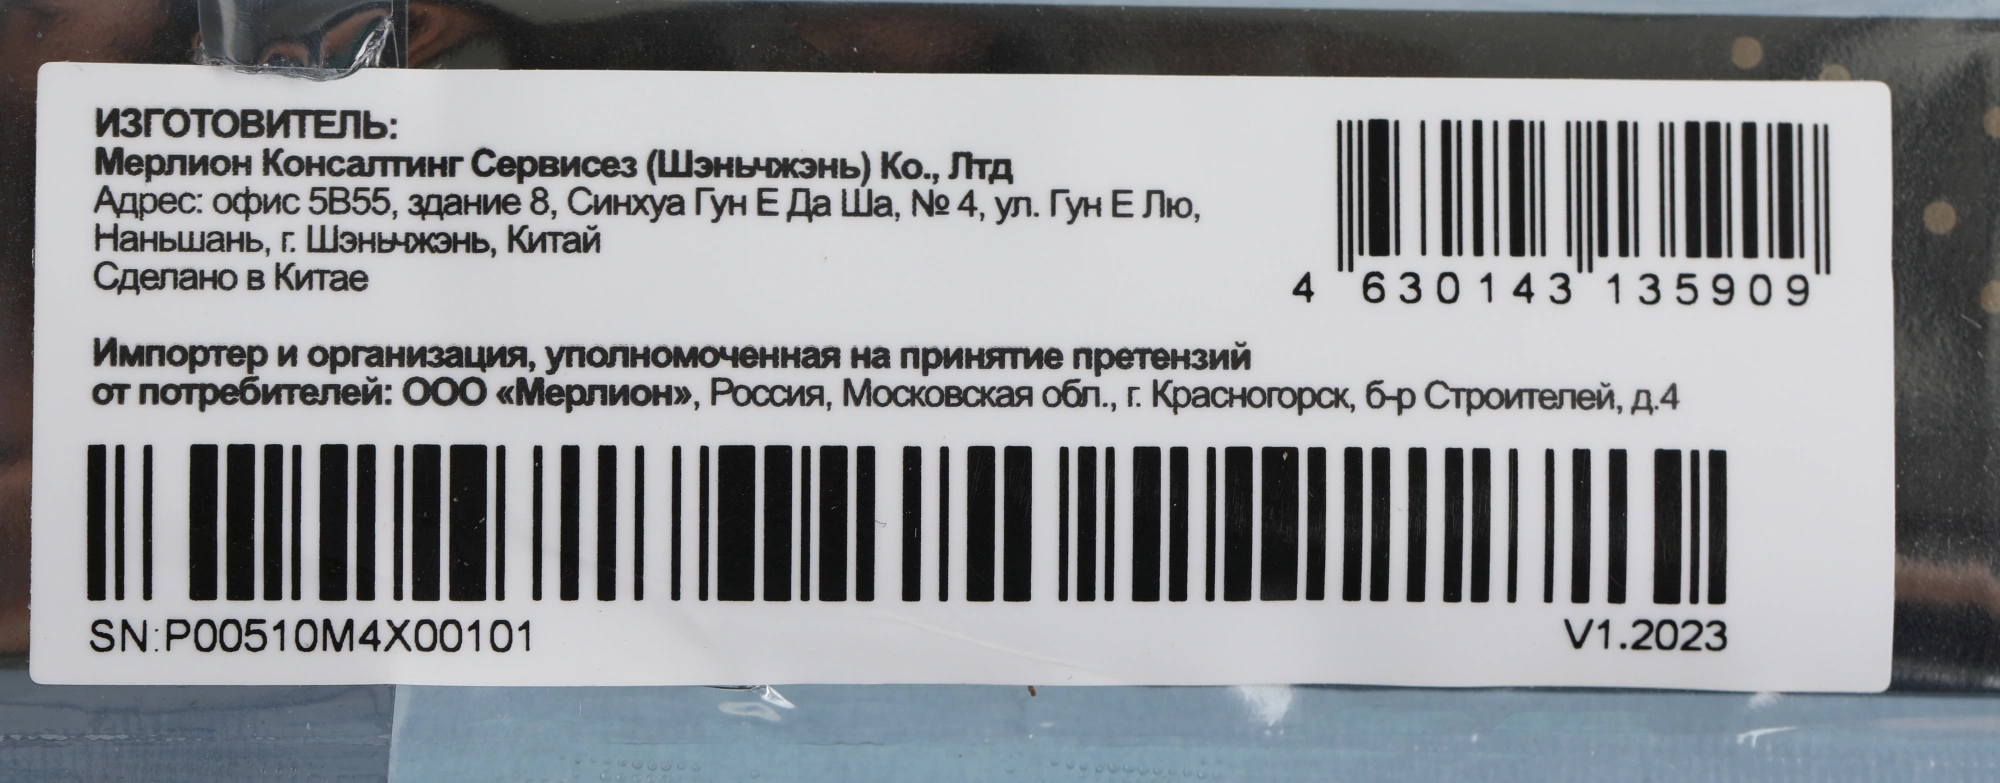 ИЗГОТОВИТЕЛЬ:
Мерлион Консалтинг Сервисез (Шэньчжэнь) Ко., Лтд
Адрес: офис 5В55, здание 8, Синхуа Гун Е Да Ша, № 4, ул. Гун Е Лю,
Наньшань, г. Шэньчжэнь, Китай
Сделано в Китае
4 630143 135909
Импортер и организация, уполномоченная на принятие претензий
от потребителей: ООО «Мерлион», Россия, Московская обл., г. Красногорск, б-р Строителей, д.4
SN:P00510M4X00101
V1.2023